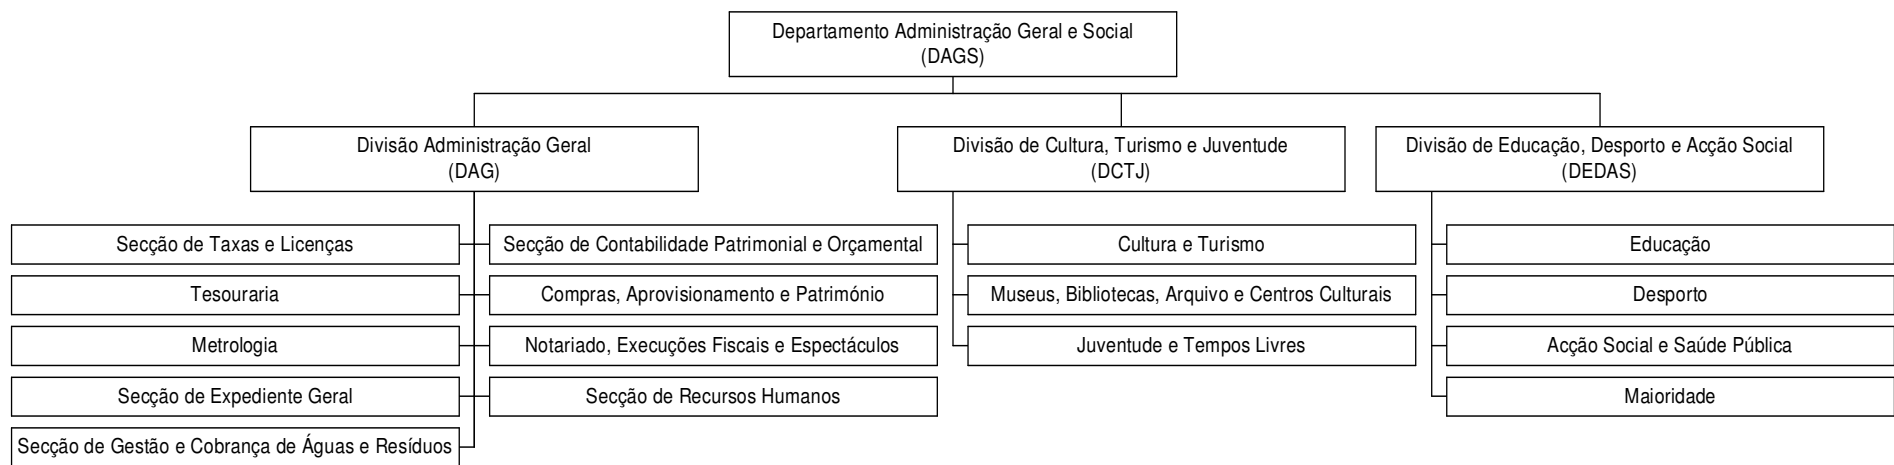 Departamento Administração Geral e Social
(DAGS)
Divisão Administração Geral
(DAG)
Divisão de Cultura, Turismo e Juventude
(DCTJ)
Divisão de Educação, Desporto e Acção Social
(DEDAS)
Secção de Taxas e Licenças
Secção de Contabilidade Patrimonial e Orçamental
Cultura e Turismo
Educação
Tesouraria
Compras, Aprovisionamento e Património
Museus, Bibliotecas, Arquivo e Centros Culturais
Desporto
Metrologia
Notariado, Execuções Fiscais e Espectáculos
Juventude e Tempos Livres
Acção Social e Saúde Pública
Secção de Expediente Geral
Secção de Recursos Humanos
Maioridade
Secção de Gestão e Cobrança de Águas e Resíduos